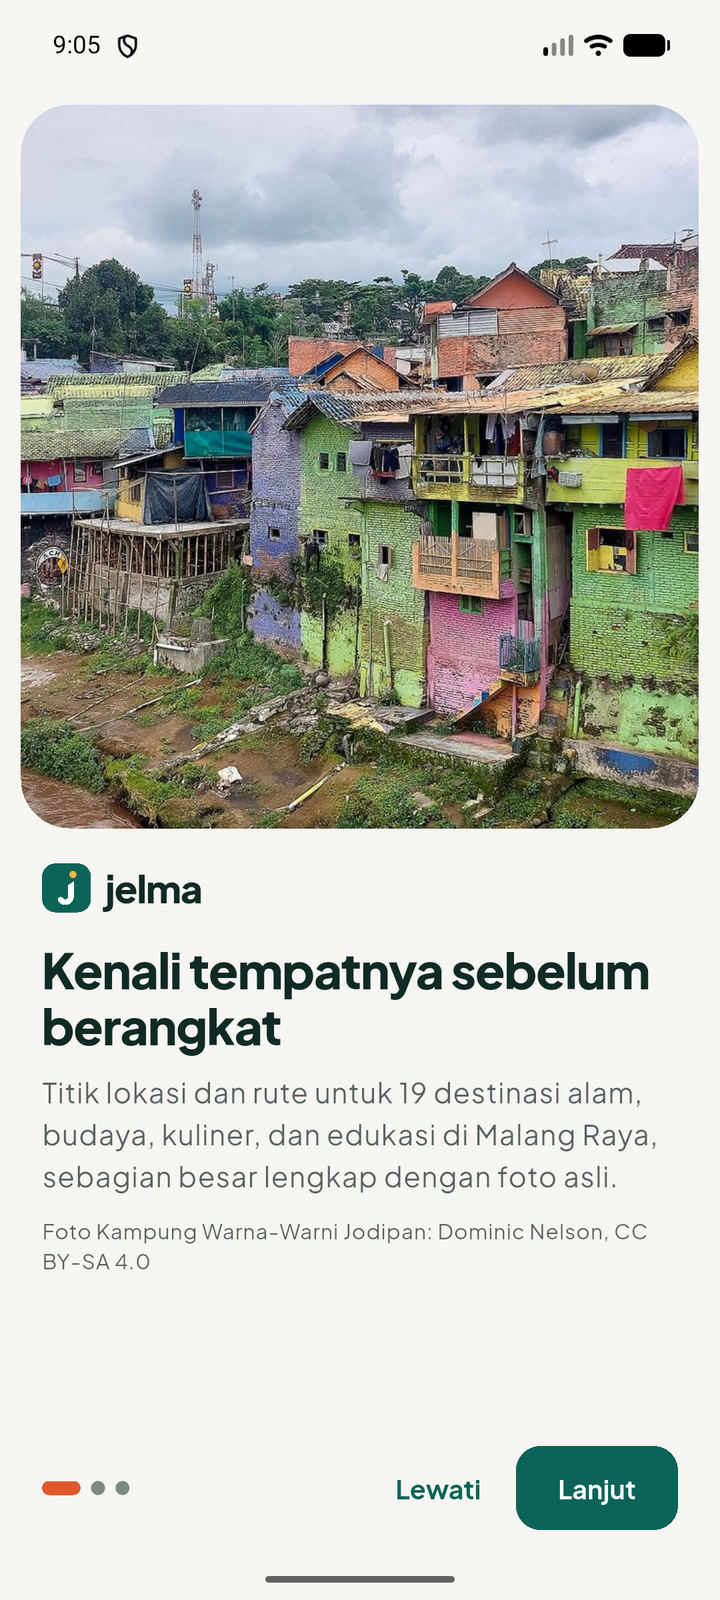 9:05
jelma
Kenali tempatnya sebelum
berangkat
Titik lokasi dan rute untuk 19 destinasi alam,
budaya, kuliner, dan edukasi di Malang Raya,
sebagian besar lengkap dengan foto asli.
Foto Kampung Warna-Warni Jodipan: Dominic Nelson, CC
BY-SA 4.0
Lewati
Lanjut